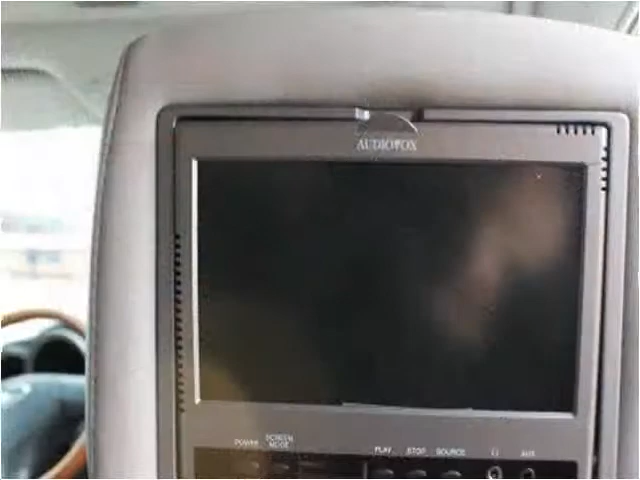 AUDIOVOX
POWER
SCREEN
MODE
PLAY
STOP
SOURCE
AUX